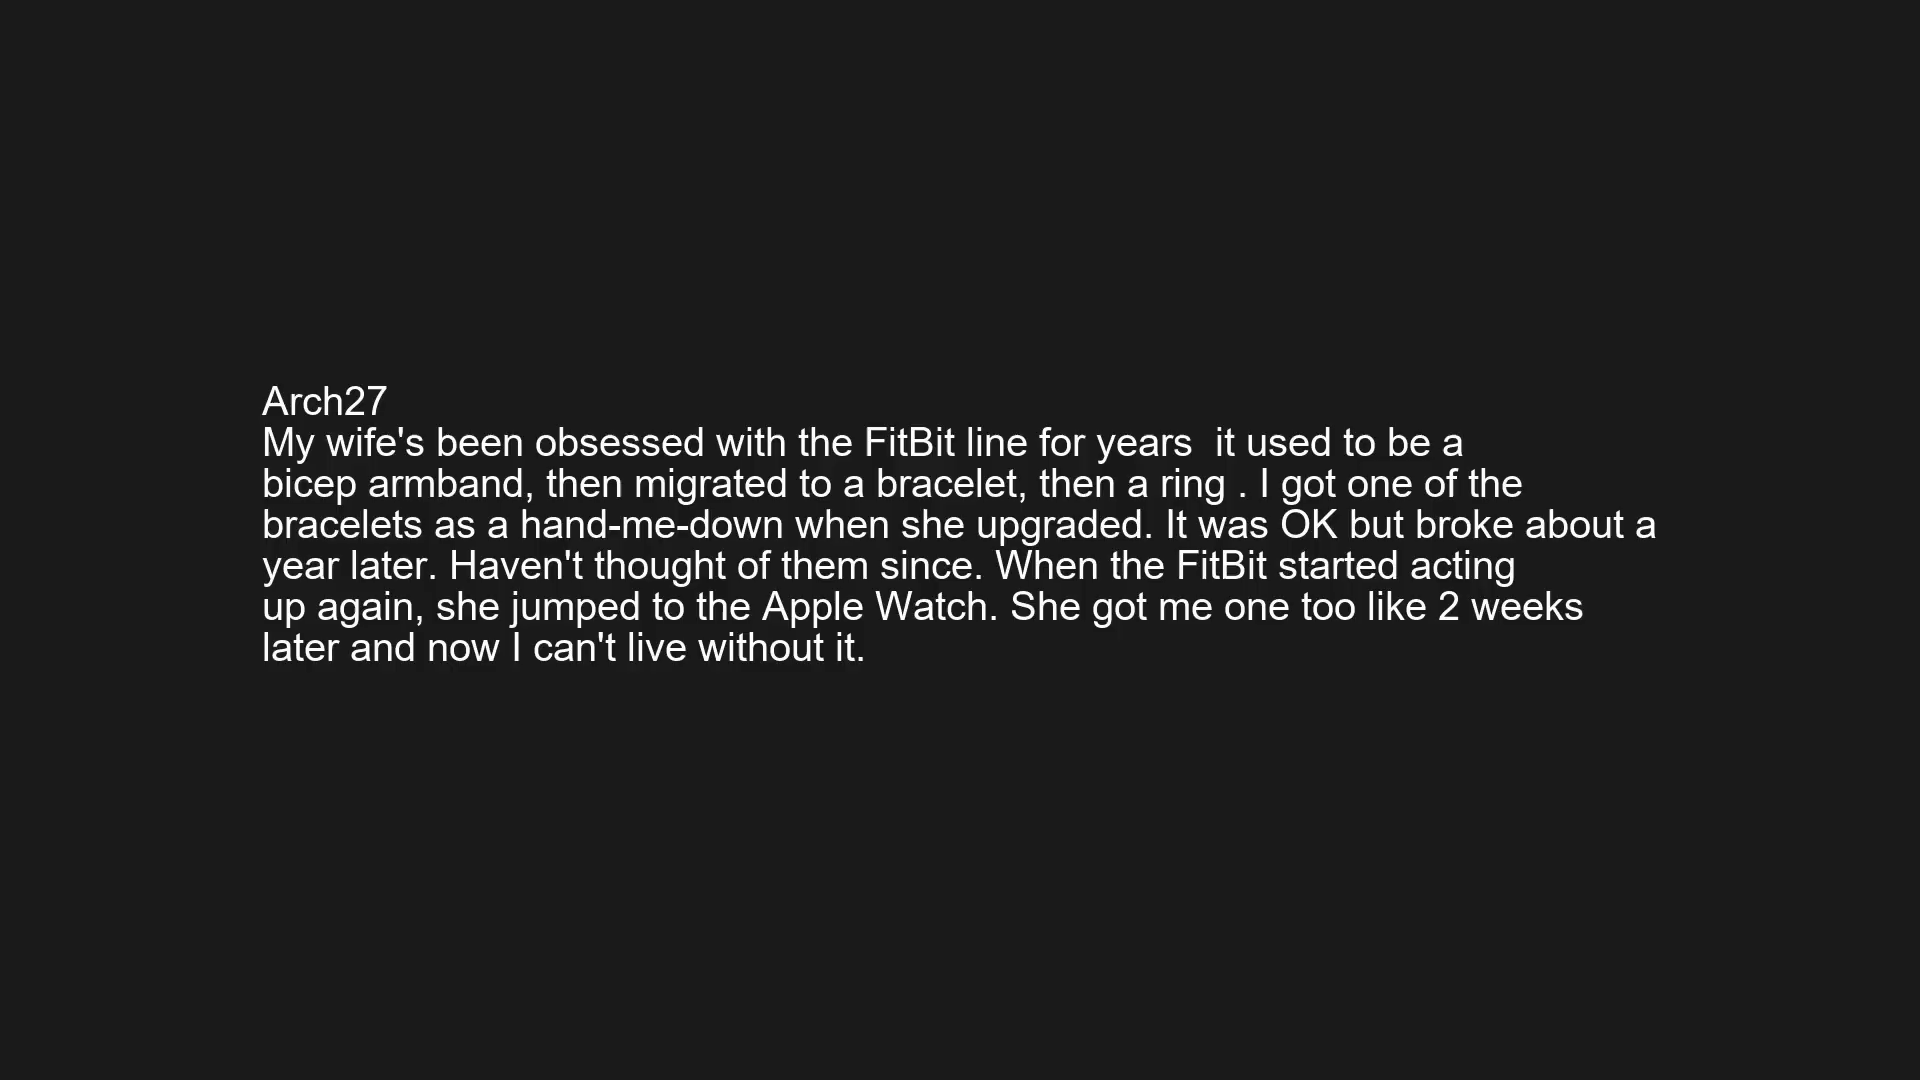 Arch27
My wife's been obsessed with the FitBit line for years  it used to be a
bicep armband, then migrated to a bracelet, then a ring . I got one of the
bracelets as a hand-me-down when she upgraded. It was OK but broke about a
year later. Haven't thought of them since. When the FitBit started acting
up again, she jumped to the Apple Watch. She got me one too like 2 weeks
later and now I can't live without it.